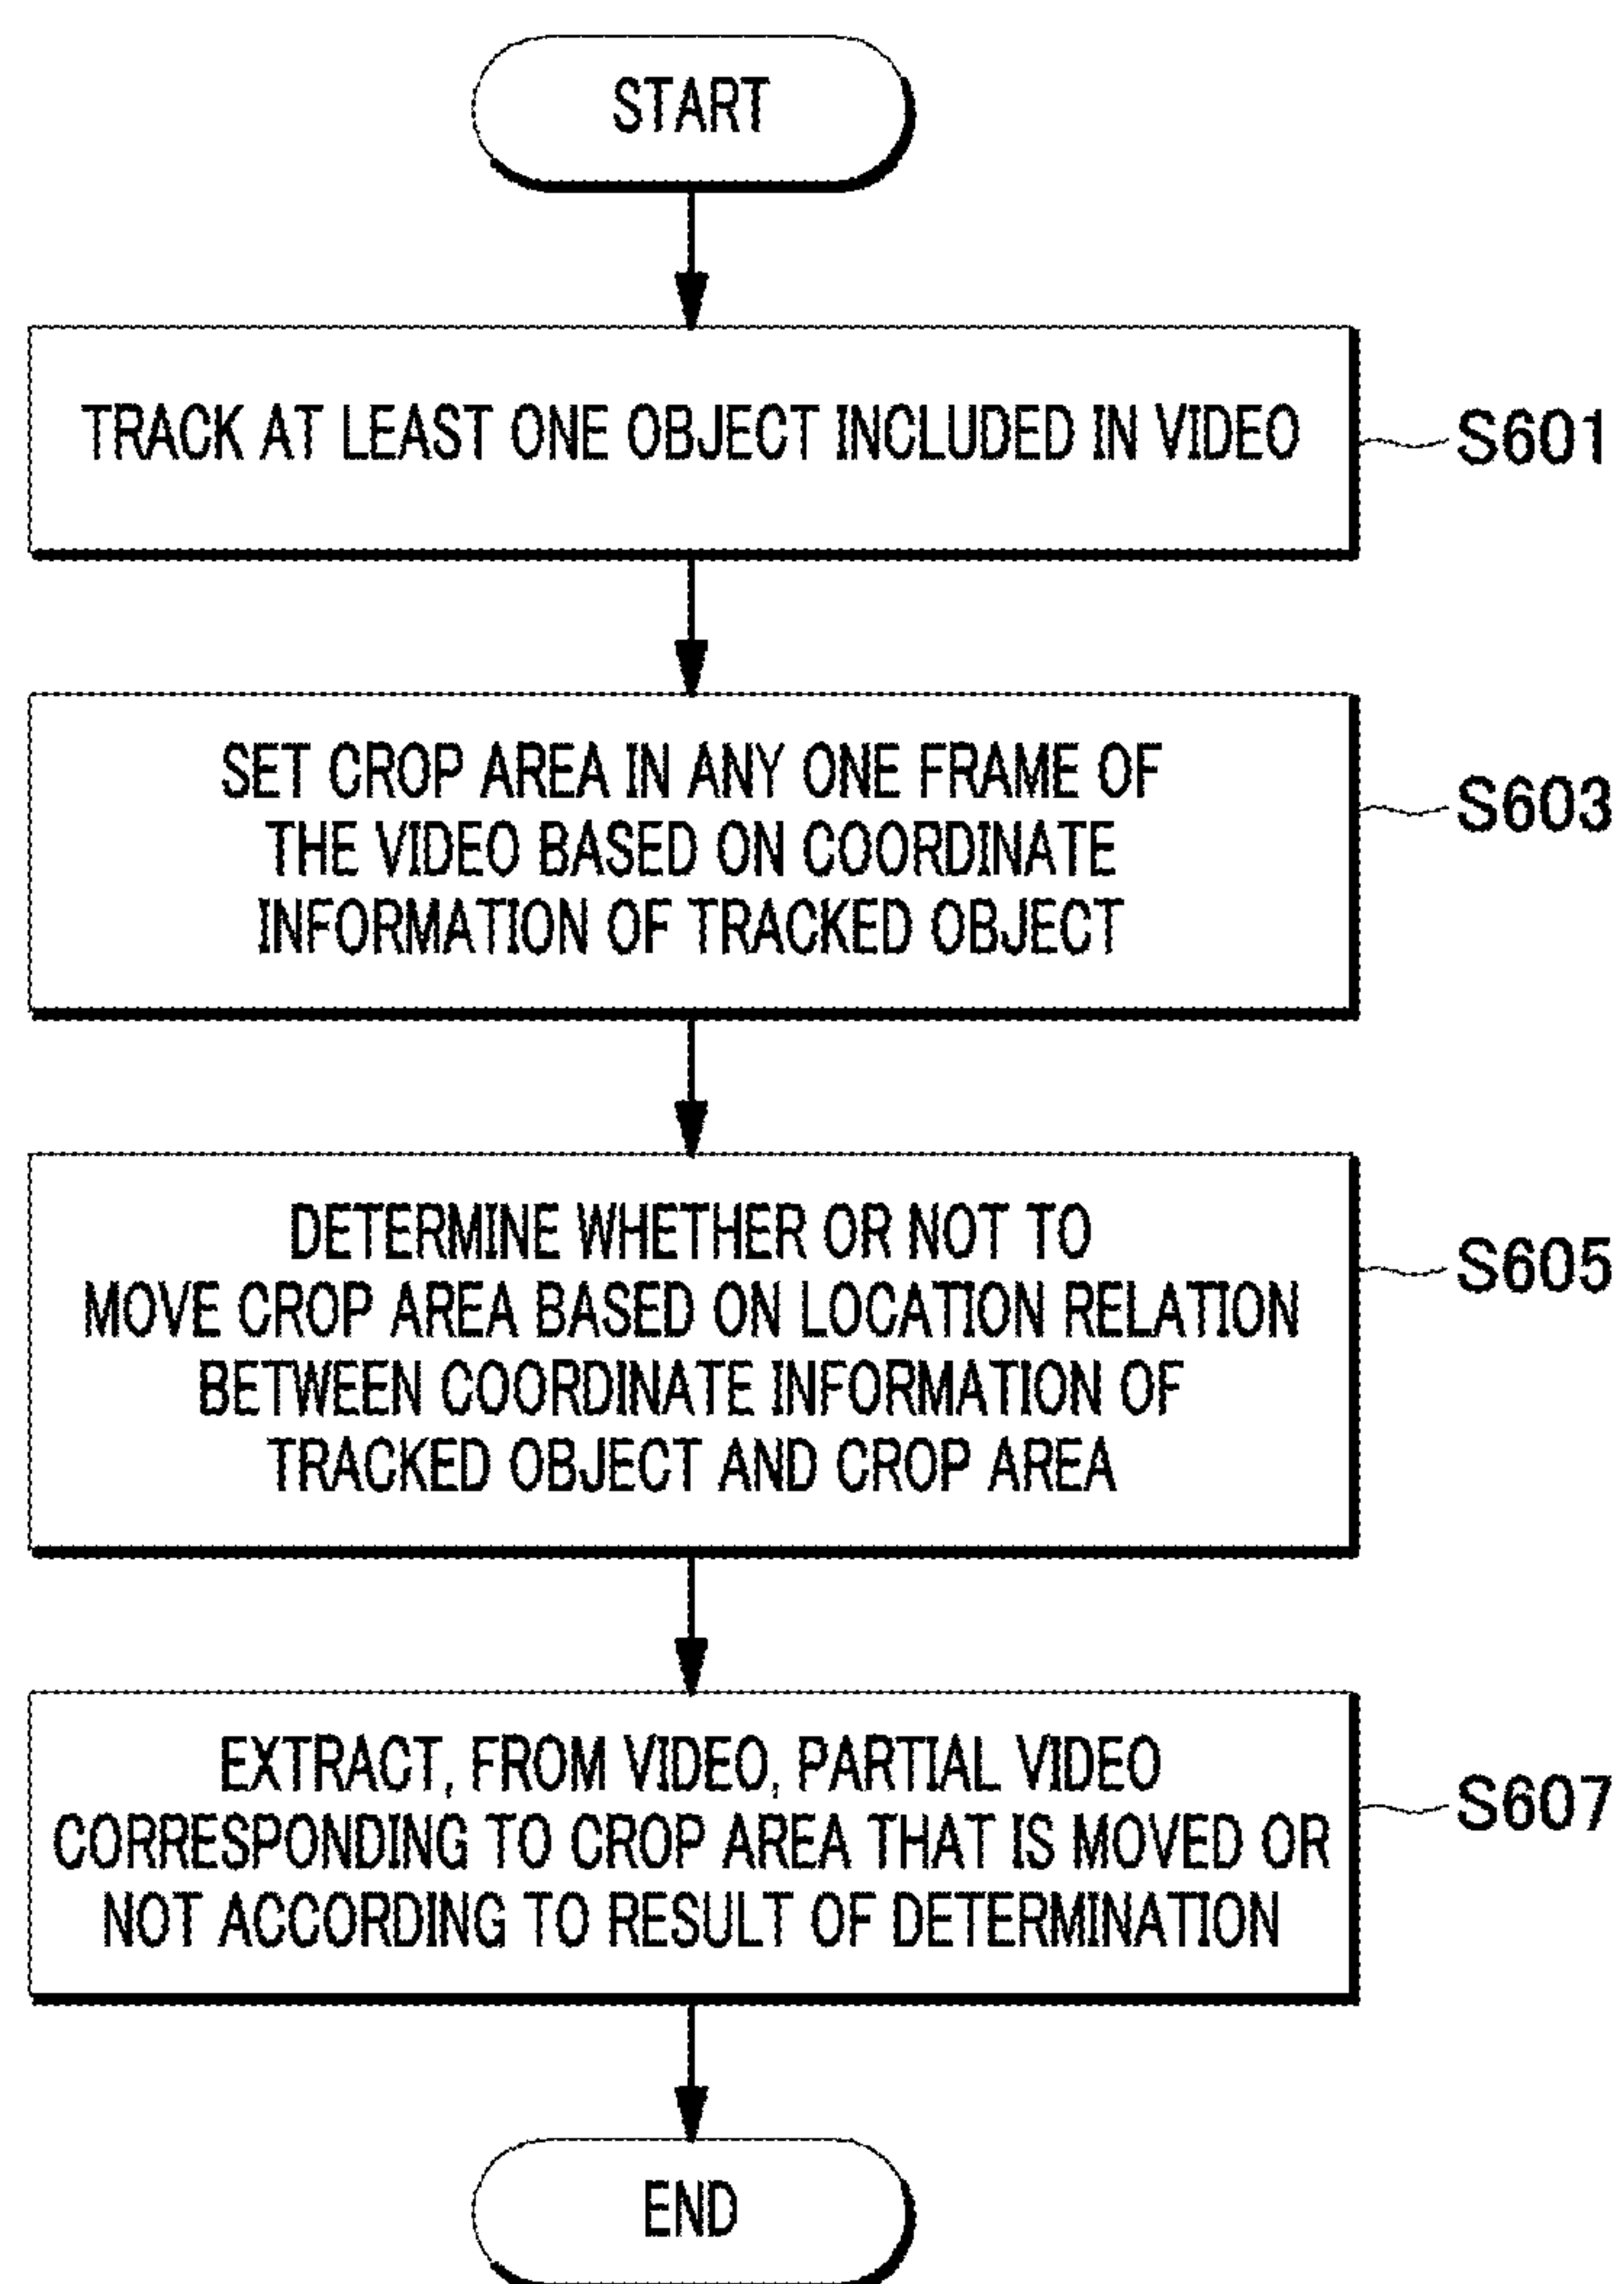 START
TRACK AT LEAST ONE OBJECT INCLUDED IN VIDEO
S601
SET CROP AREA IN ANY ONE FRAME OF
THE VIDEO BASED ON COORDINATE
INFORMATION OF TRACKED OBJECT
S603
DETERMINE WHETHER OR NOT TO
MOVE CROP AREA BASED ON LOCATION RELATION
BETWEEN COORDINATE INFORMATION OF
TRACKED OBJECT AND CROP AREA
S605
EXTRACT, FROM VIDEO, PARTIAL VIDEO
CORRESPONDING TO CROP AREA THAT IS MOVED OR
NOT ACCORDING TO RESULT OF DETERMINATION
S607
END